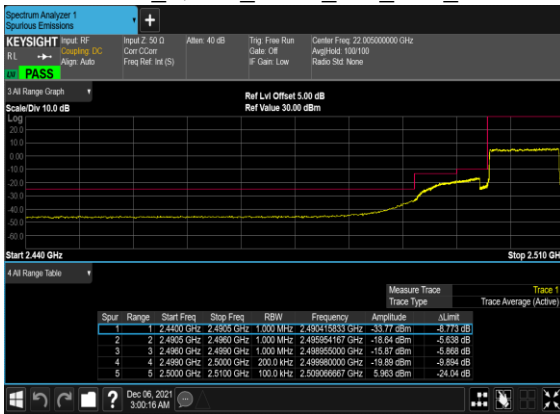 Spectrum Analyzer 1
Spurious Emissions
+
KEYSIGHT Input: RF Input Z: 50 Ω Atten: 40 dB Trig: Free Run Center Freq: 22.005000000 GHz
RL Coupling: DC Corr CCorr Gate: Off Avg|Hold: 100/100
Align: Auto Freq Ref: Int (S) IF Gain: Low Radio Std: None
LXI PASS
3 All Range Graph
Ref Lvl Offset 5.00 dB
Scale/Div 10.0 dB Ref Value 30.00 dBm
Log
20.0
10.0
0.00
-10.0
-20.0
-30.0
-40.0
-50.0
-60.0
Start 2.440 GHz Stop 2.510 GH
4 All Range Table
Measure Trace Trace 1
Trace Type Trace Average (Active)
Spur Range Start Freq Stop Freq RBW Frequency Amplitude ΔLimit
1 1 2.4400 GHz 2.4905 GHz 1.000 MHz 2.490415833 GHz -33.77 dBm -8.773 dB
2 2 2.4905 GHz 2.4960 GHz 1.000 MHz 2.495954167 GHz -18.64 dBm -5.638 dB
3 3 2.4960 GHz 2.4990 GHz 1.000 MHz 2.498955000 GHz -15.87 dBm -5.868 dB
4 4 2.4990 GHz 2.5000 GHz 200.0 kHz 2.499980000 GHz -19.89 dBm -9.894 dB
5 5 2.5000 GHz 2.5100 GHz 100.0 kHz 2.509066667 GHz 5.963 dBm -24.04 dB
? Dec 06, 2021
3:00:16 AM